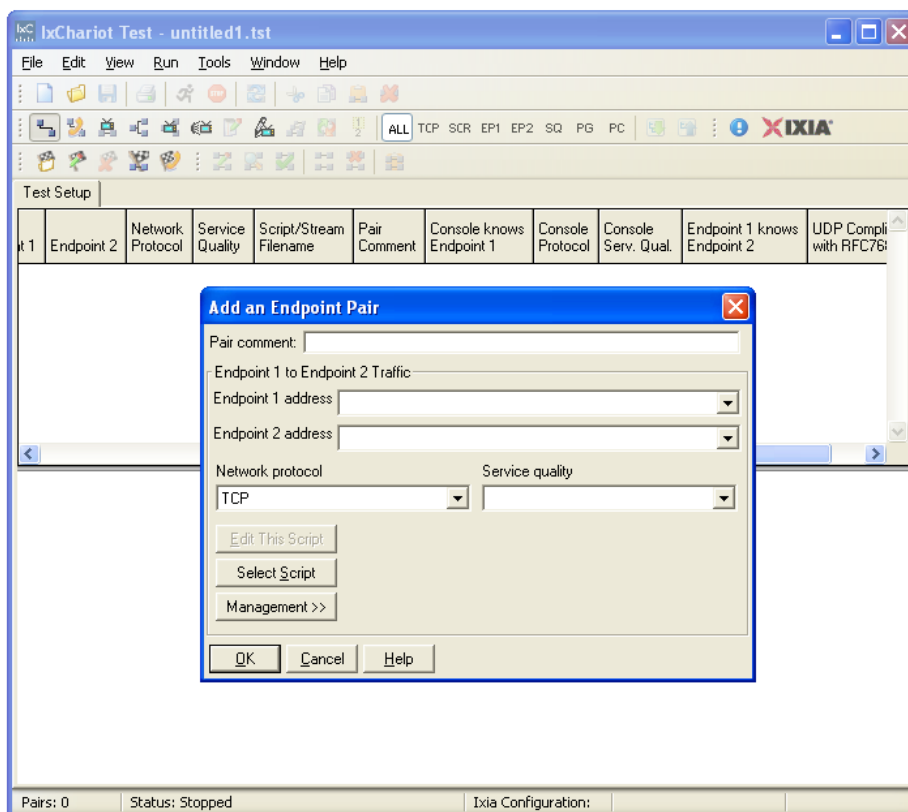 IxChariot Test - untitled1.tst
File Edit View Run Tools Window Help
ALL TCP SCR EP1 EP2 SQ PG PC IXIA
Test Setup
t 1 Endpoint 2 Network Protocol Service Quality Script/Stream Filename Pair Comment Console knows Endpoint 1 Console Protocol Console Serv. Qual. Endpoint 1 knows Endpoint 2 UDP Compli with RFC768
Add an Endpoint Pair
Pair comment:
Endpoint 1 to Endpoint 2 Traffic
Endpoint 1 address
Endpoint 2 address
Network protocol Service quality
TCP
Edit This Script
Select Script
Management >>
OK Cancel Help
Pairs: 0 Status: Stopped Ixia Configuration: